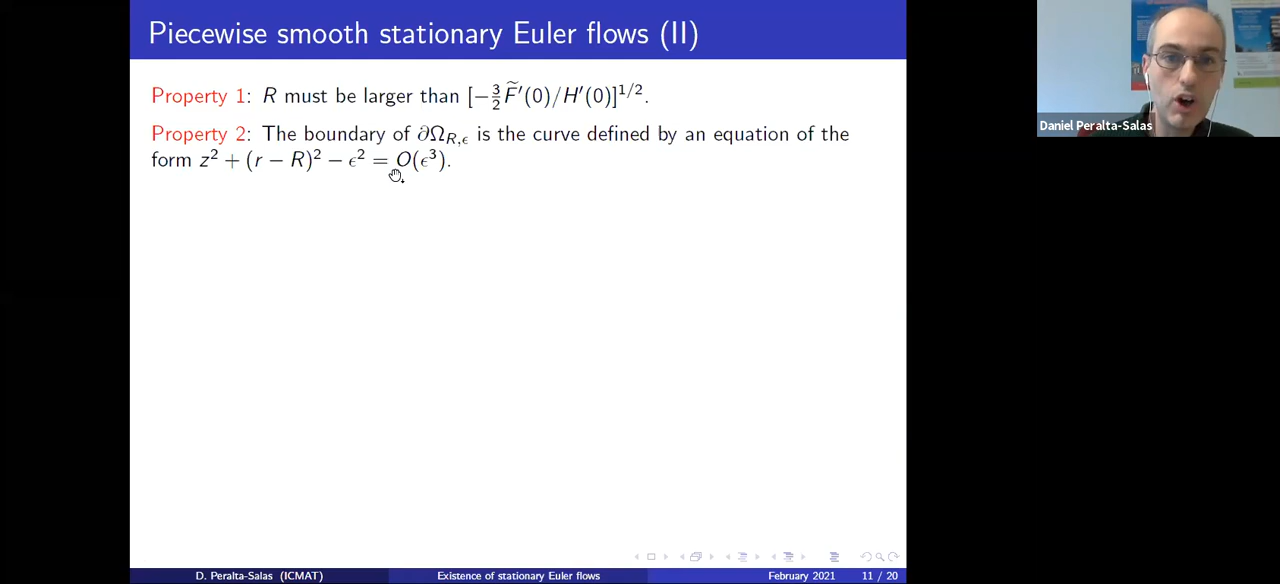 Piecewise smooth stationary Euler flows (II)
Property 1: R must be larger than [−3/2 F̃′(0)/H′(0)]^{1/2}.
Property 2: The boundary of ∂Ω_{R,ϵ} is the curve defined by an equation of the
form z² + (r − R)² − ϵ² = O(ϵ³).
Daniel Peralta-Salas
D. Peralta-Salas (ICMAT) Existence of stationary Euler flows February 2021 11 / 20